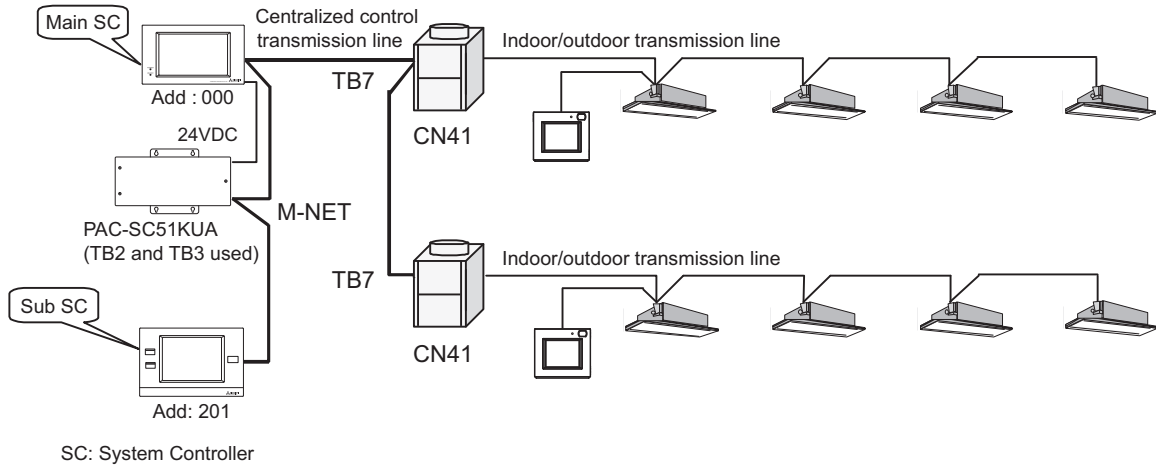 Main SC
Add : 000
Centralized control
transmission line
TB7
CN41
Indoor/outdoor transmission line
24VDC
PAC-SC51KUA
(TB2 and TB3 used)
M-NET
TB7
CN41
Indoor/outdoor transmission line
Sub SC
Add: 201
SC: System Controller